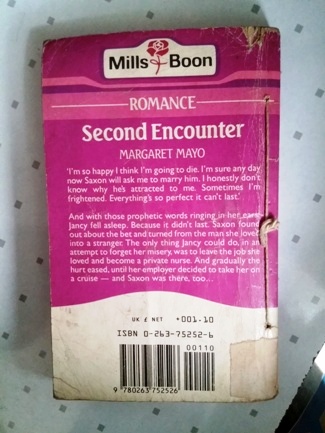 Mills Boon
ROMANCE
Second Encounter
MARGARET MAYO
'I'm so happy I think I'm going to die. I'm sure any day
now Saxon will ask me to marry him. I honestly don't
know why he's attracted to me. Sometimes I'm
frightened. Everything's so perfect it can't last.'
And with those prophetic words ringing in her ears
Jancy fell asleep. Because it didn't last. Saxon found
out about the bet and turned from the man she loved
into a stranger. The only thing Jancy could do, in an
attempt to forget her misery, was to leave the job she
loved and become a private nurse. And gradually the
hurt eased, until her employer decided to take her on
a cruise — and Saxon was there, too...
UK £ NET +001.10
ISBN 0-263-75252-6
00110
9 780263 752526